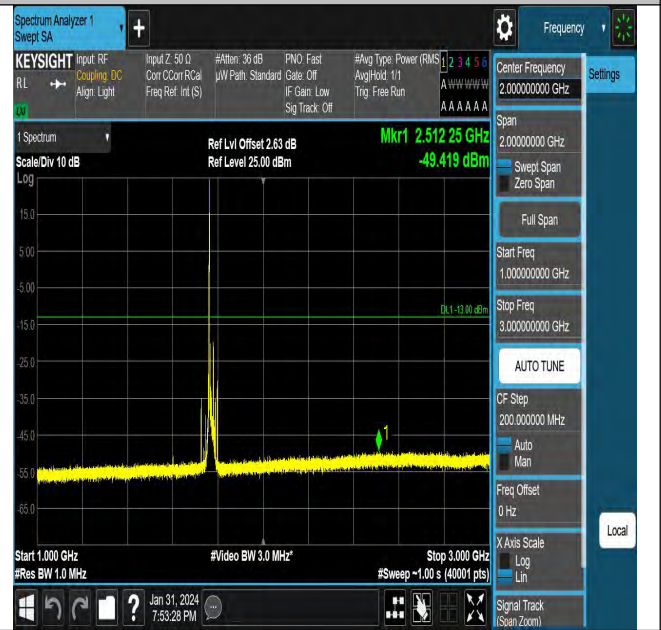 Spectrum Analyzer 1
Swept SA
+
Frequency
KEYSIGHT
RL
Input: RF
Coupling: DC
Align: Light
Input Z: 50 Ω
Corr CCorr RCal
Freq Ref: Int (S)
#Atten: 36 dB
µW Path: Standard
PNO: Fast
Gate: Off
IF Gain: Low
Sig Track: Off
#Avg Type: Power (RMS
Avg|Hold: 1/1
Trig: Free Run
1 2 3 4 5 6
A W W W W W
A A A A A A
1 Spectrum
Scale/Div 10 dB
Log
Ref Lvl Offset 2.63 dB
Ref Level 25.00 dBm
Mkr1 2.512 25 GHz
-49.419 dBm
15.0
5.00
-5.00
-15.0
-25.0
-35.0
-45.0
-55.0
-65.0
DL1 -13.00 dBm
1
Start 1.000 GHz
#Res BW 1.0 MHz
#Video BW 3.0 MHz*
Stop 3.000 GHz
#Sweep ~1.00 s (40001 pts)
Center Frequency
2.000000000 GHz
Span
2.00000000 GHz
Swept Span
Zero Span
Full Span
Start Freq
1.000000000 GHz
Stop Freq
3.000000000 GHz
AUTO TUNE
CF Step
200.000000 MHz
Auto
Man
Freq Offset
0 Hz
X Axis Scale
Log
Lin
Signal Track
(Span Zoom)
Settings
Local
?
Jan 31, 2024
7:53:28 PM